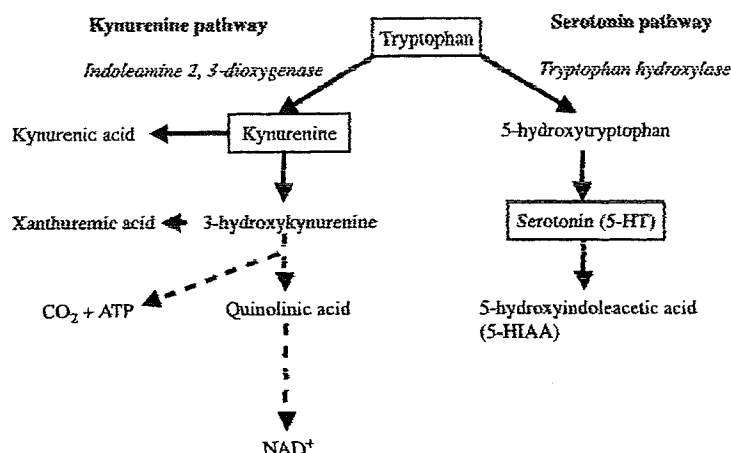 Kynurenine pathway
Tryptophan
Serotonin pathway
Indoleamine 2, 3-dioxygenase
Tryptophan hydroxylase
Kynurenic acid
Kynurenine
5-hydroxytryptophan
Xanthuremic acid
3-hydroxykynurenine
Serotonin (5-HT)
CO2 + ATP
Quinolinic acid
5-hydroxyindoleacetic acid
(5-HIAA)
NAD+